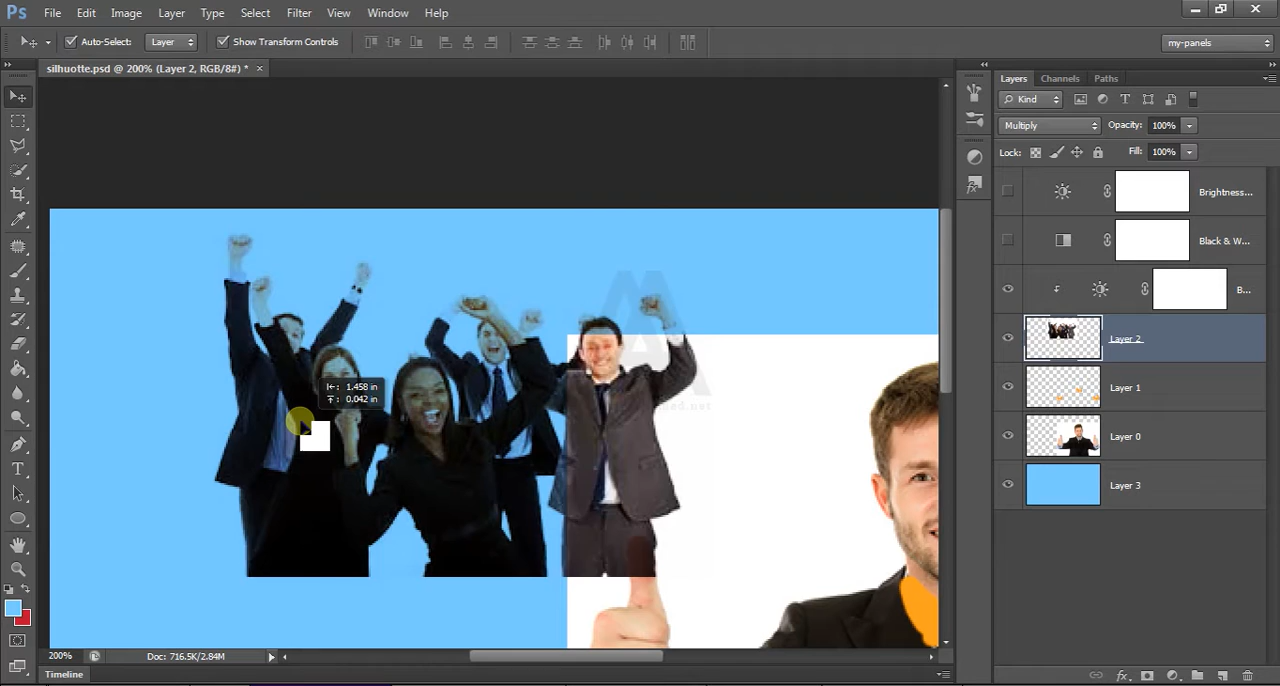 Ps File Edit Image Layer Type Select Filter View Window Help
Auto-Select: Layer Show Transform Controls my-panels
silhuotte.psd @ 200% (Layer 2, RGB/8#) * ×
Layers Channels Paths
Kind
Multiply Opacity: 100%
Lock: Fill: 100%
Brightness...
Black & W...
B...
Layer 2
Layer 1
Layer 0
Layer 3
1.458 in
0.042 in
200% Doc: 716.5K/2.84M
Timeline